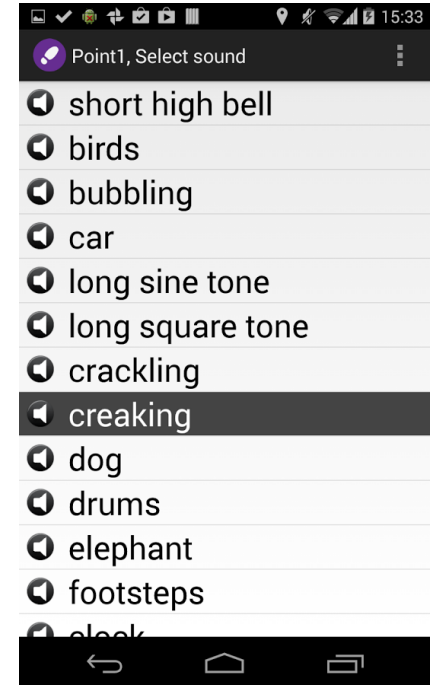 15:33
Point1, Select sound
short high bell
birds
bubbling
car
long sine tone
long square tone
crackling
creaking
dog
drums
elephant
footsteps
clock